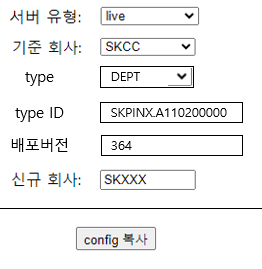 서버 유형: live
기준 회사: SKCC
type DEPT
type ID SKPINX.A110200000
배포버전 364
신규 회사: SKXXX
config 복사